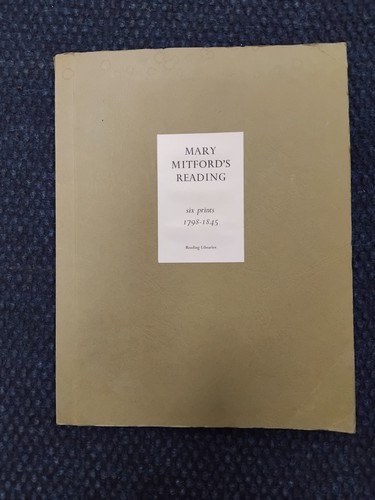 MARY
MITFORD'S
READING
six prints
1798-1845
Reading Libraries